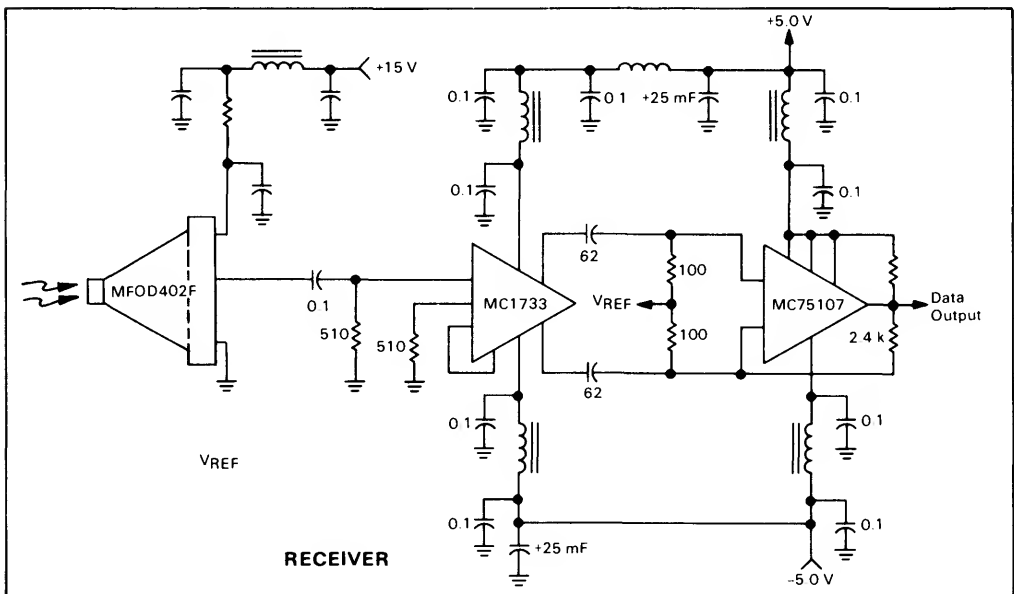 +5.0 V
+15 V
0.1
0 1
+25 mF
0.1
0.1
0.1
MFOD402F
0.1
510
510
MC1733
62
62
VREF
100
100
MC75107
Data
Output
2.4 k
0.1
0.1
VREF
0.1
0.1
+25 mF
RECEIVER
-5.0 V